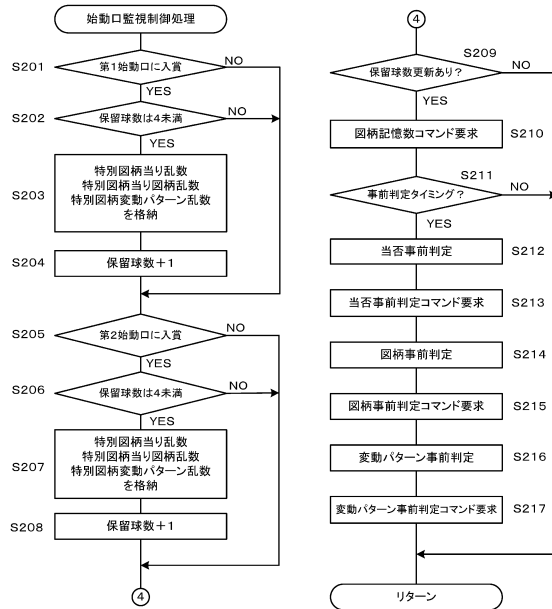 始動口監視制御処理
S201
第1始動口に入賞
NO
YES
S202
保留球数は4未満
NO
YES
S203
特別図柄当り乱数
特別図柄当り図柄乱数
特別図柄変動パターン乱数
を格納
S204
保留球数+1
S205
第2始動口に入賞
NO
YES
S206
保留球数は4未満
NO
YES
S207
特別図柄当り乱数
特別図柄当り図柄乱数
特別図柄変動パターン乱数
を格納
S208
保留球数+1
4
4
S209
保留球数更新あり?
NO
YES
図柄記憶数コマンド要求
S210
S211
事前判定タイミング?
NO
YES
当否事前判定
S212
当否事前判定コマンド要求
S213
図柄事前判定
S214
図柄事前判定コマンド要求
S215
変動パターン事前判定
S216
変動パターン事前判定コマンド要求
S217
リターン